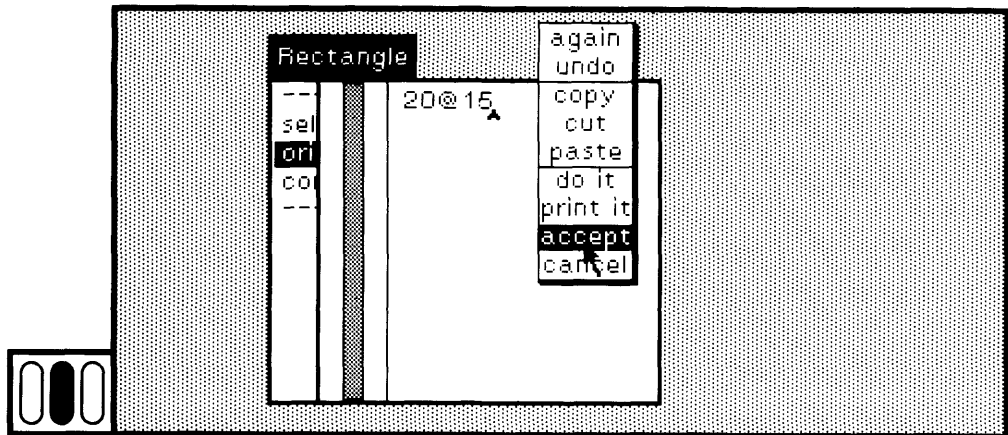 Rectangle
---
sel
ori
co
---
20@15
again
undo
copy
cut
paste
do it
print it
accept
cancel